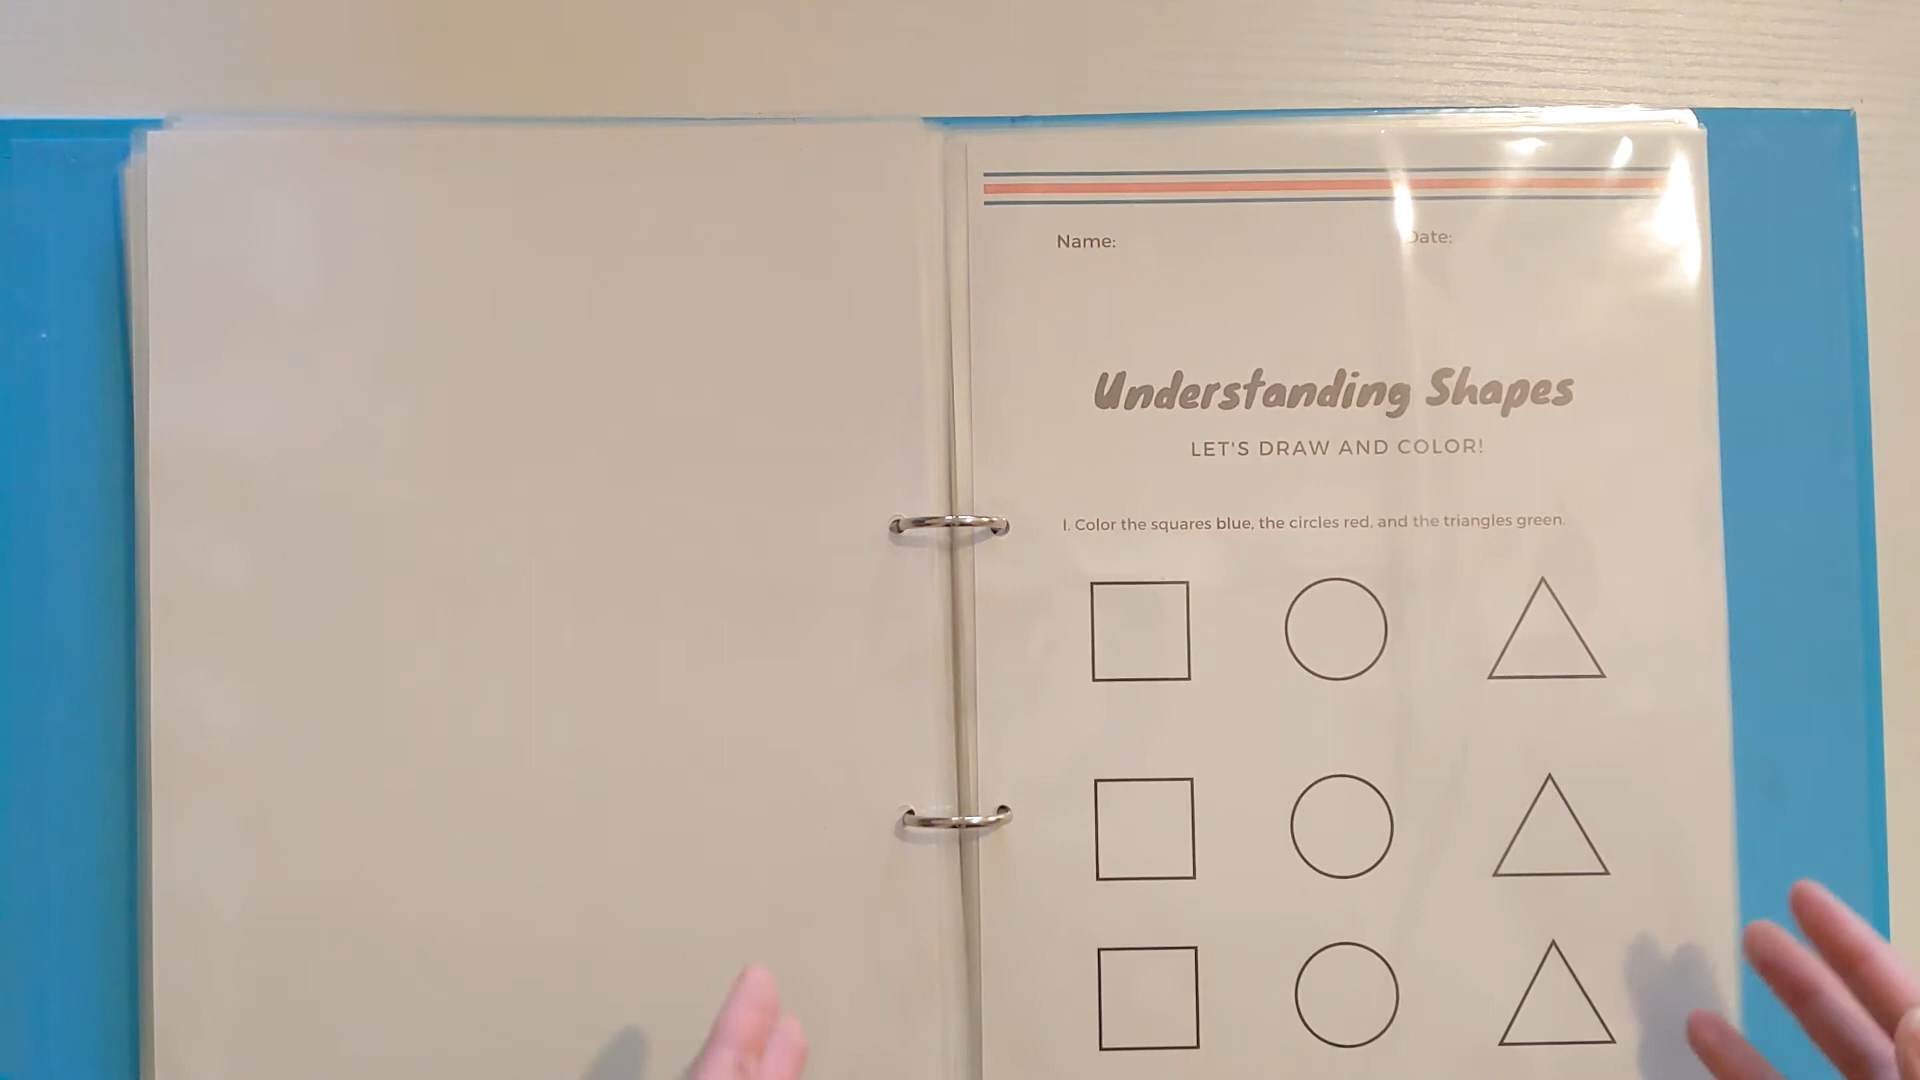 Name:
Date:
Understanding Shapes
LET'S DRAW AND COLOR!
1. Color the squares blue, the circles red, and the triangles green.